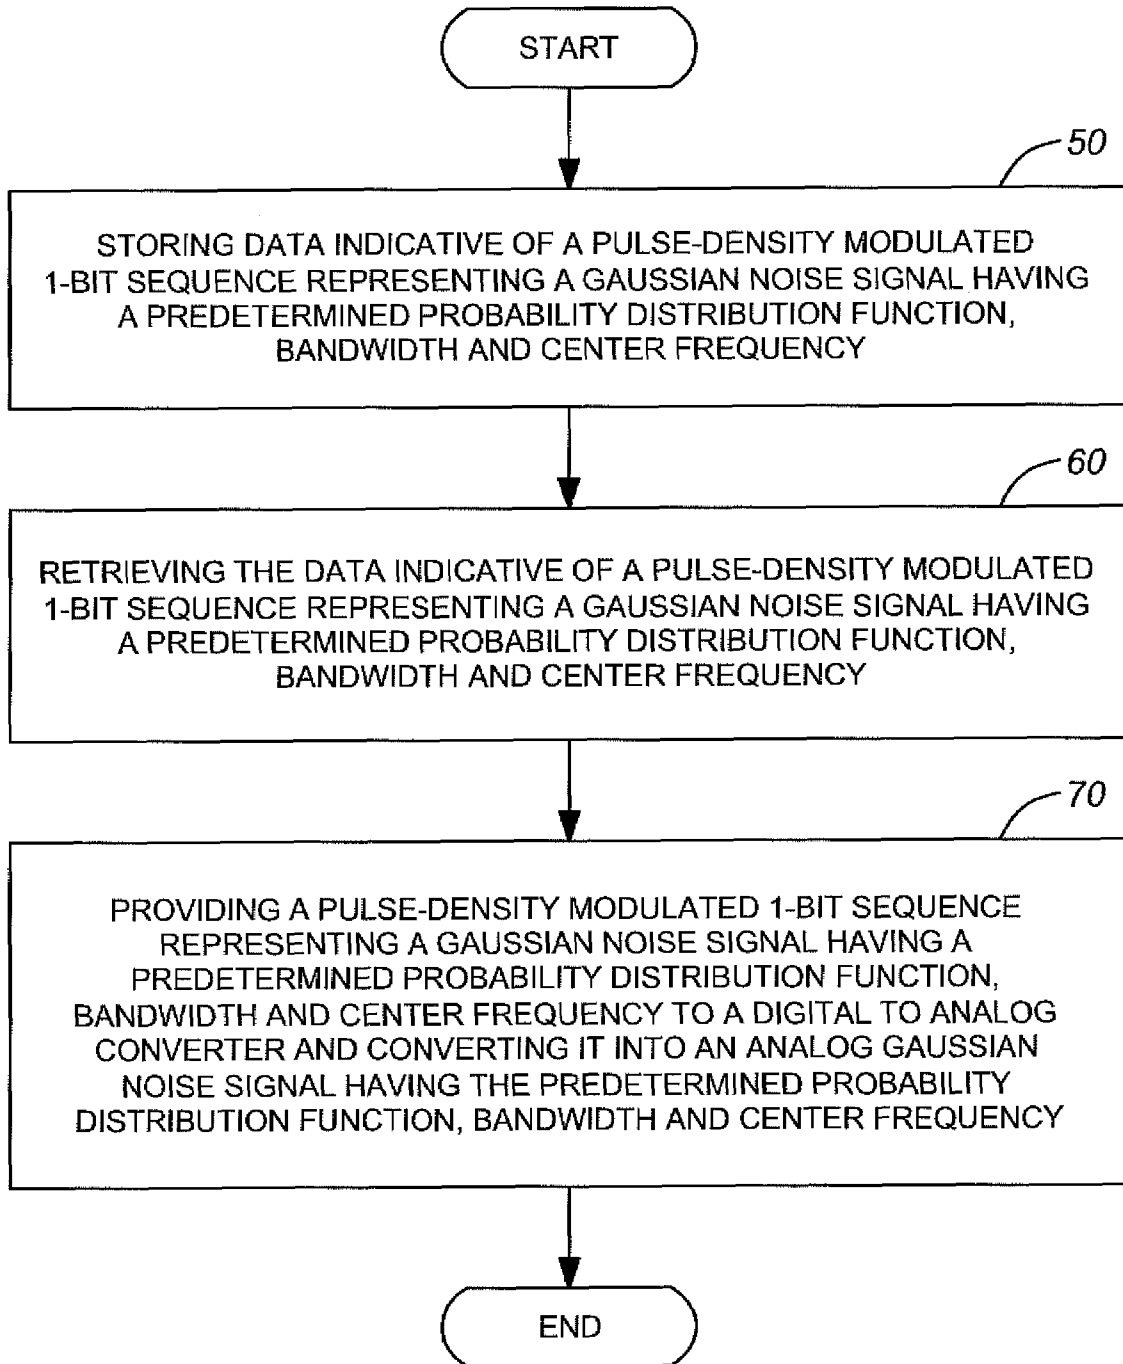 START
50
STORING DATA INDICATIVE OF A PULSE-DENSITY MODULATED
1-BIT SEQUENCE REPRESENTING A GAUSSIAN NOISE SIGNAL HAVING
A PREDETERMINED PROBABILITY DISTRIBUTION FUNCTION,
BANDWIDTH AND CENTER FREQUENCY
60
RETRIEVING THE DATA INDICATIVE OF A PULSE-DENSITY MODULATED
1-BIT SEQUENCE REPRESENTING A GAUSSIAN NOISE SIGNAL HAVING
A PREDETERMINED PROBABILITY DISTRIBUTION FUNCTION,
BANDWIDTH AND CENTER FREQUENCY
70
PROVIDING A PULSE-DENSITY MODULATED 1-BIT SEQUENCE
REPRESENTING A GAUSSIAN NOISE SIGNAL HAVING A
PREDETERMINED PROBABILITY DISTRIBUTION FUNCTION,
BANDWIDTH AND CENTER FREQUENCY TO A DIGITAL TO ANALOG
CONVERTER AND CONVERTING IT INTO AN ANALOG GAUSSIAN
NOISE SIGNAL HAVING THE PREDETERMINED PROBABILITY
DISTRIBUTION FUNCTION, BANDWIDTH AND CENTER FREQUENCY
END